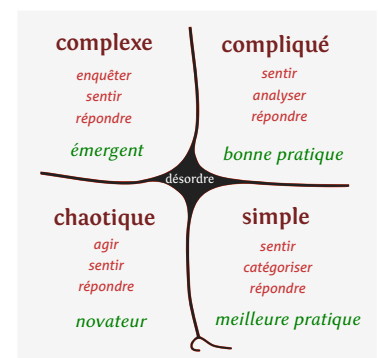 complexe
enquêter
sentir
répondre
émergent
compliqué
sentir
analyser
répondre
bonne pratique
désordre
chaotique
agir
sentir
répondre
novateur
simple
sentir
catégoriser
répondre
meilleure pratique